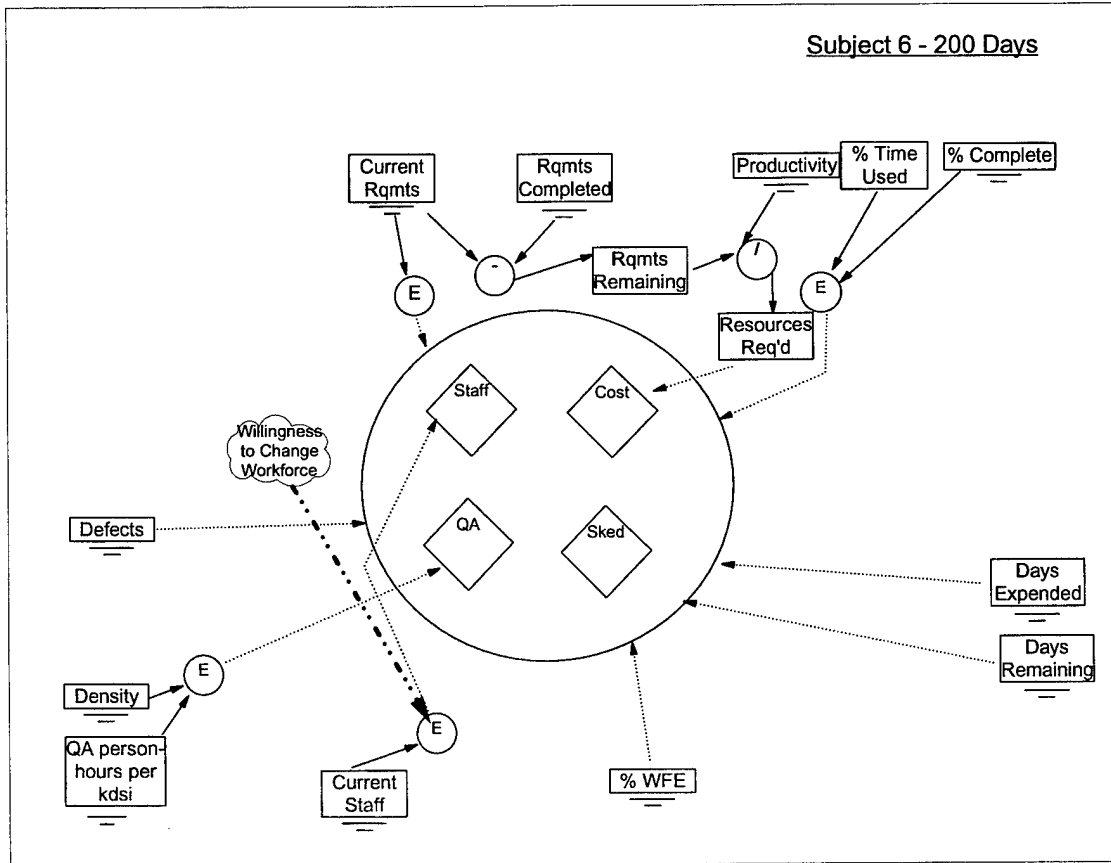 Subject 6 - 200 Days
Current
Rqmts
Rqmts
Completed
Productivity
% Time
Used
% Complete
E
-
Rqmts
Remaining
/
E
Resources
Req'd
Staff
Cost
Willingness
to Change
Workforce
Defects
QA
Sked
Days
Expended
Days
Remaining
E
Density
QA person-
hours per
kdsi
E
Current
Staff
% WFE